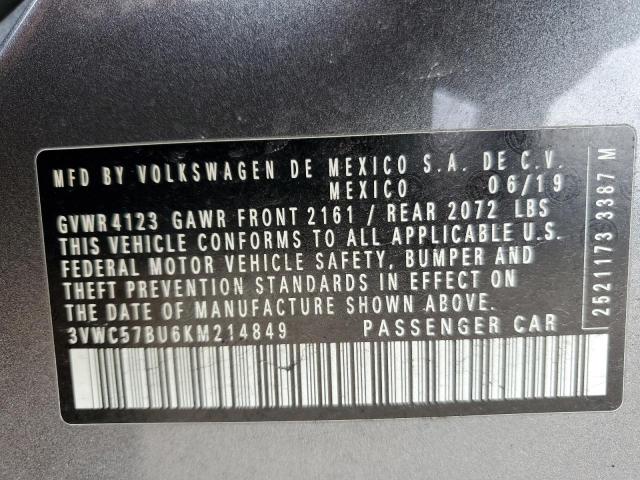 MFD BY VOLKSWAGEN DE MEXICO S.A. DE C.V.
MEXICO 06/19
GVWR 4123 GAWR FRONT 2161 / REAR 2072 LBS
THIS VEHICLE CONFORMS TO ALL APPLICABLE U.S.
FEDERAL MOTOR VEHICLE SAFETY, BUMPER AND
THEFT PREVENTION STANDARDS IN EFFECT ON
THE DATE OF MANUFACTURE SHOWN ABOVE.
3VWC57BU6KM214849 PASSENGER CAR
2521173 3387 M